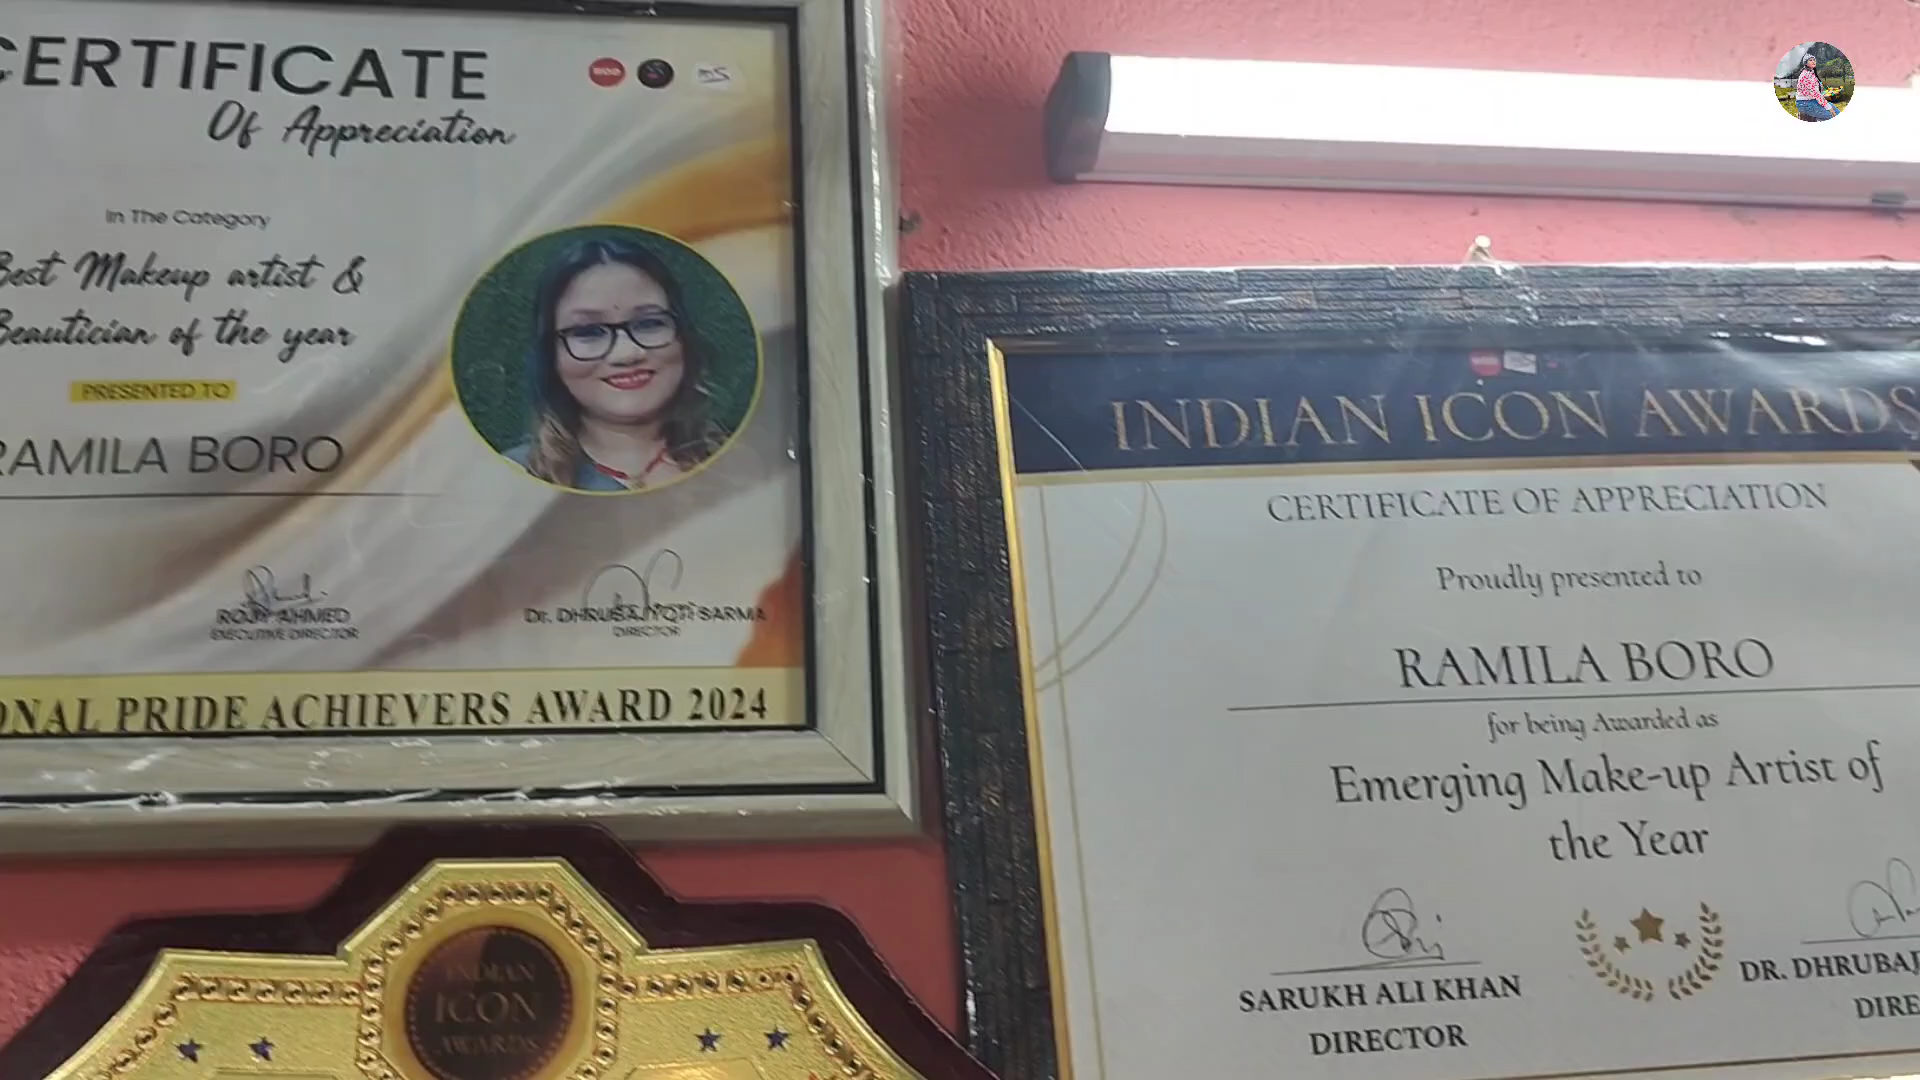 CERTIFICATE
Of Appreciation
In The Category
Best Makeup artist &
Beautician of the year
PRESENTED TO
RAMILA BORO
ROJY AHMED
EXECUTIVE DIRECTOR
Dr. DHRUBAJYOTI SARMA
DIRECTOR
ONAL PRIDE ACHIEVERS AWARD 2024
INDIAN ICON AWARDS
CERTIFICATE OF APPRECIATION
Proudly presented to
RAMILA BORO
for being Awarded as
Emerging Make-up Artist of
the Year
SARUKH ALI KHAN
DIRECTOR
DR. DHRUBAJ
DIRE
INDIAN
ICON
AWARDS